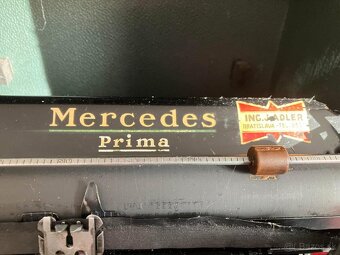 Mercedes
Prima
ING. J. ADLER
BRATISLAVA